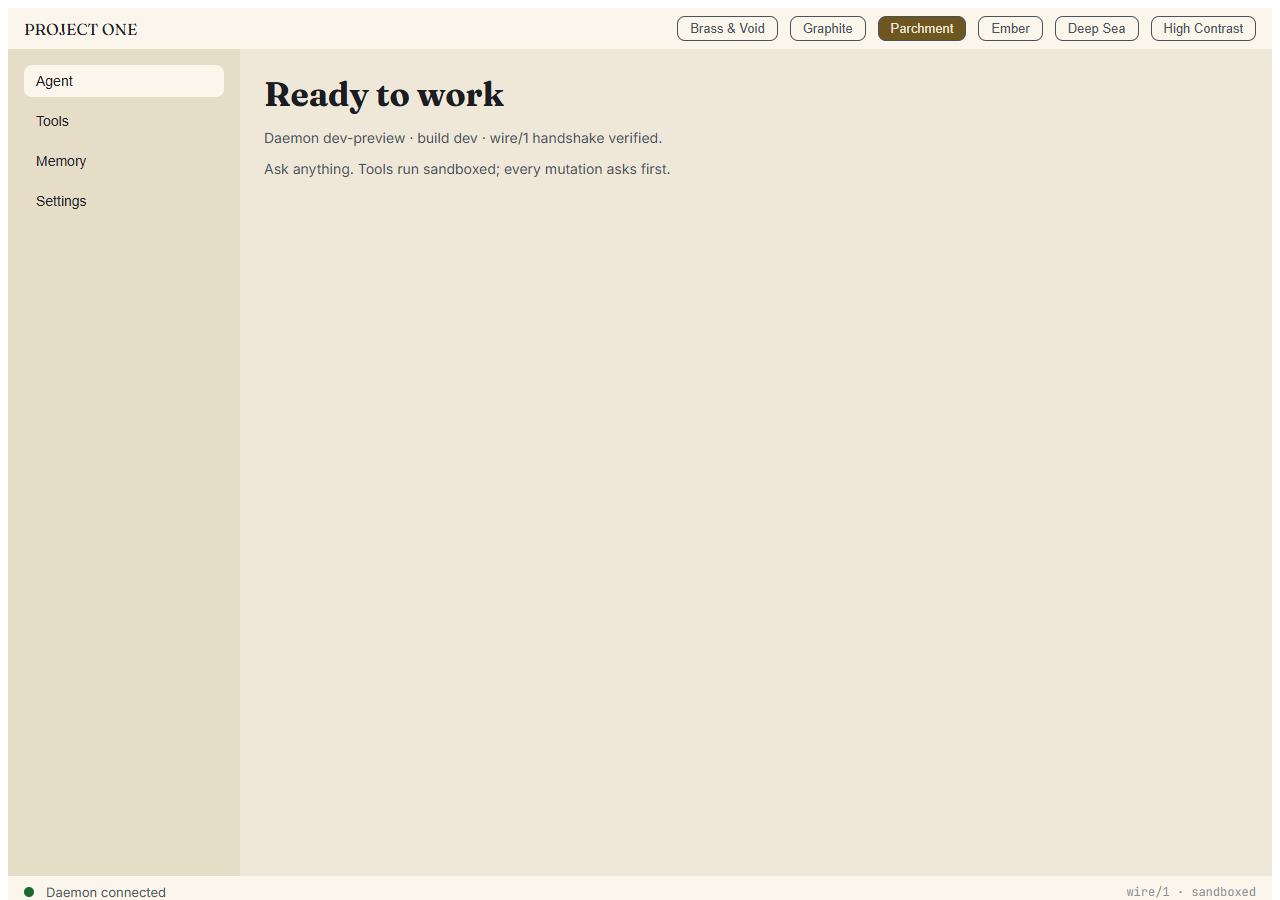 PROJECT ONE
Brass & Void
Graphite
Parchment
Ember
Deep Sea
High Contrast
Agent
Tools
Memory
Settings
Ready to work
Daemon dev-preview · build dev · wire/1 handshake verified.
Ask anything. Tools run sandboxed; every mutation asks first.
Daemon connected
wire/1 · sandboxed